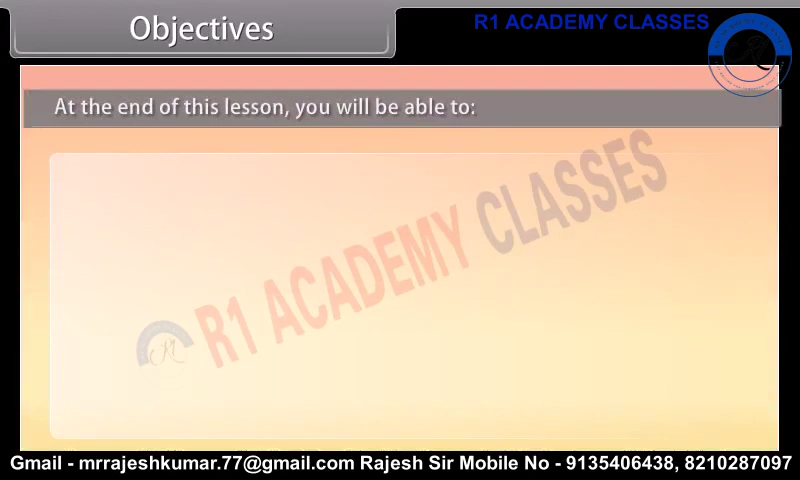 Objectives
R1 ACADEMY CLASSES
At the end of this lesson, you will be able to:
R1 ACADEMY CLASSES
R1
Gmail - mrrajeshkumar.77@gmail.com Rajesh Sir Mobile No - 9135406438, 8210287097